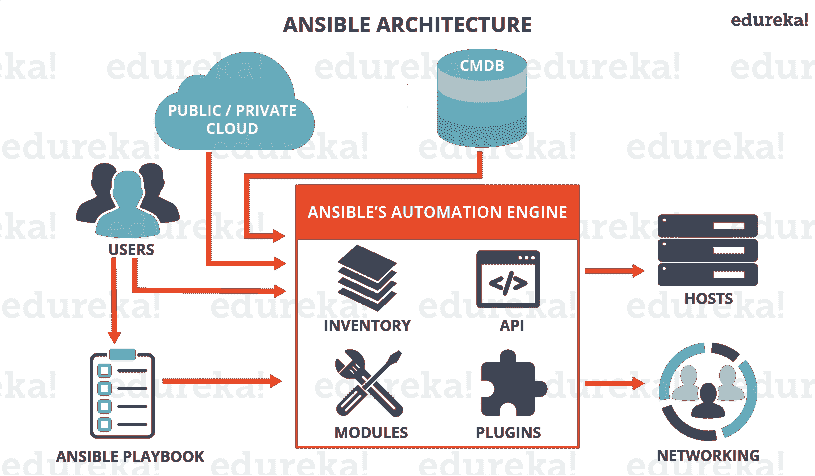 ANSIBLE ARCHITECTURE
edureka!
PUBLIC / PRIVATE
CLOUD
CMDB
USERS
ANSIBLE'S AUTOMATION ENGINE
INVENTORY
API
HOSTS
MODULES
PLUGINS
ANSIBLE PLAYBOOK
NETWORKING